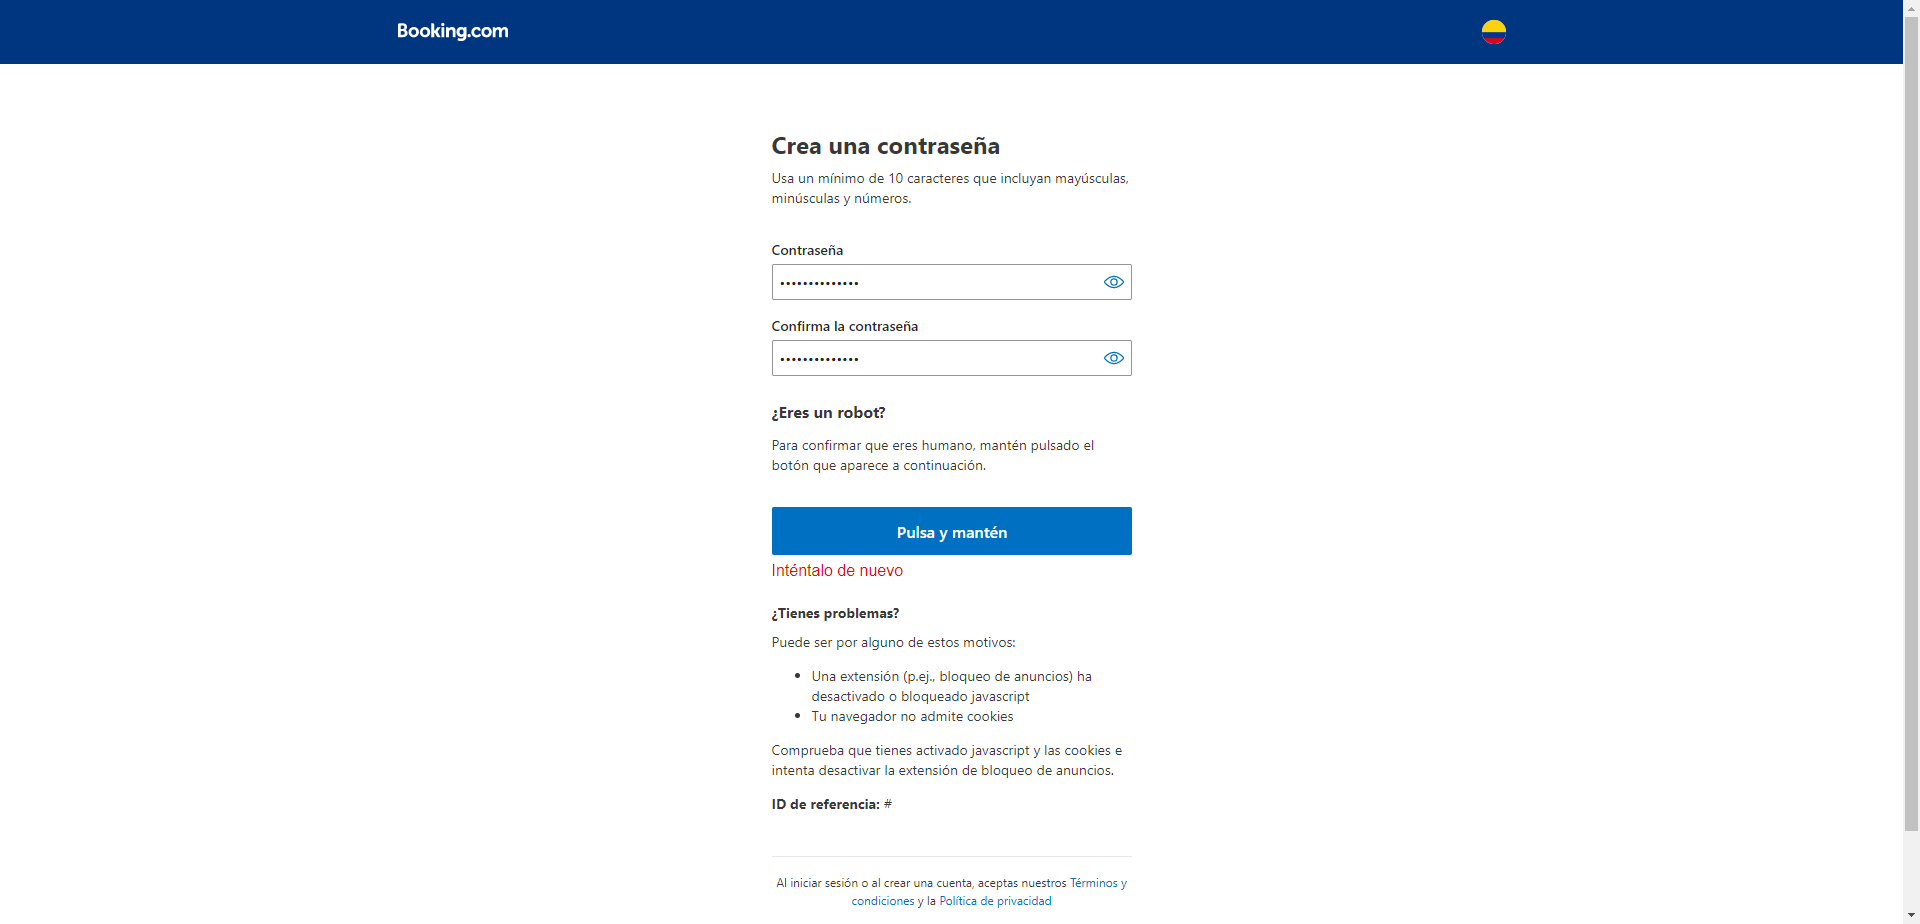 Booking.com
Crea una contraseña
Usa un mínimo de 10 caracteres que incluyan mayúsculas,
minúsculas y números.
Contraseña
••••••••••••••
Confirma la contraseña
••••••••••••••
¿Eres un robot?
Para confirmar que eres humano, mantén pulsado el
botón que aparece a continuación.
Pulsa y mantén
Inténtalo de nuevo
¿Tienes problemas?
Puede ser por alguno de estos motivos:
• Una extensión (p.ej., bloqueo de anuncios) ha
desactivado o bloqueado javascript
• Tu navegador no admite cookies
Comprueba que tienes activado javascript y las cookies e
intenta desactivar la extensión de bloqueo de anuncios.
ID de referencia: #
Al iniciar sesión o al crear una cuenta, aceptas nuestros Términos y
condiciones y la Política de privacidad